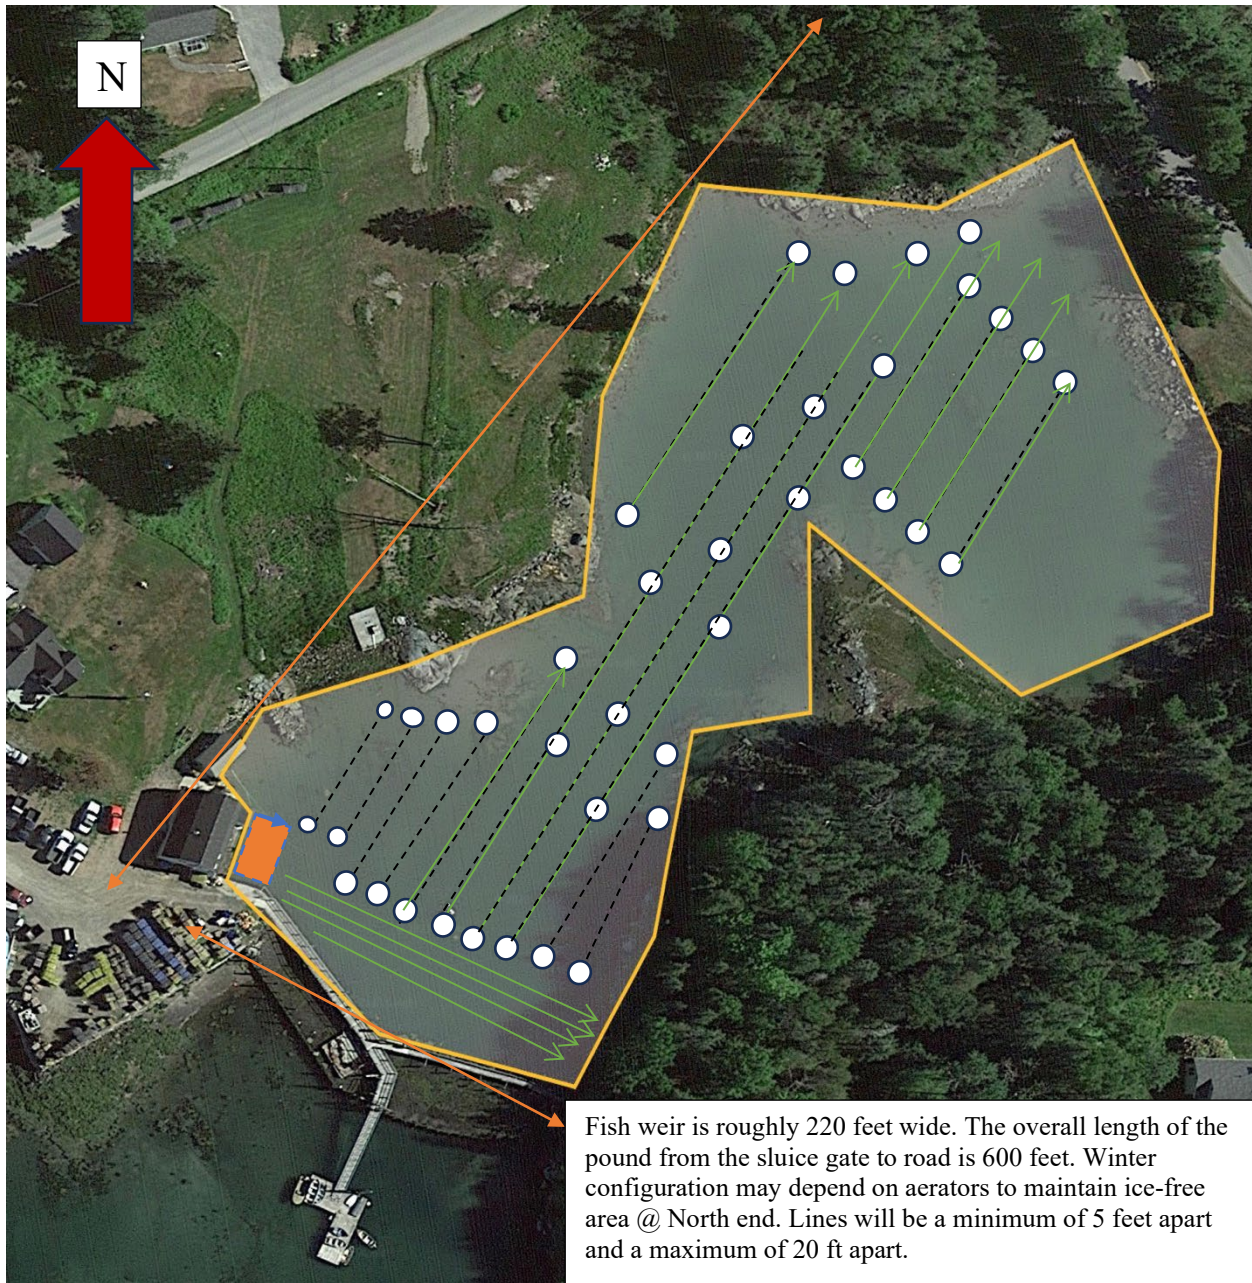 N
Fish weir is roughly 220 feet wide. The overall length of the
pound from the sluice gate to road is 600 feet. Winter
configuration may depend on aerators to maintain ice-free
area @ North end. Lines will be a minimum of 5 feet apart
and a maximum of 20 ft apart.